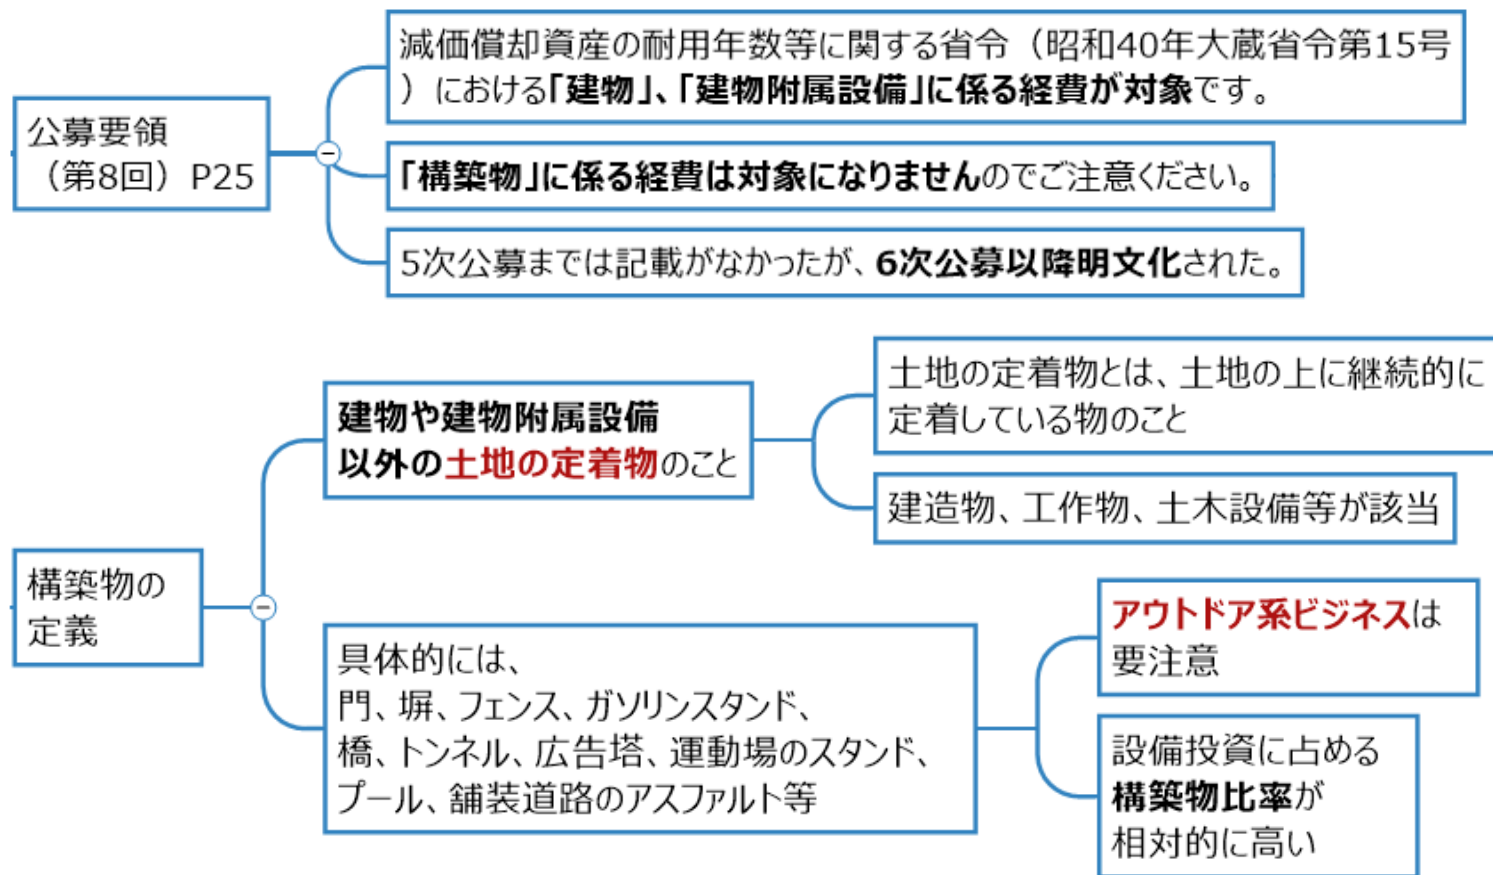 公募要領
（第8回）P25
減価償却資産の耐用年数等に関する省令（昭和40年大蔵省令第15号
）における「建物」、「建物附属設備」に係る経費が対象です。
「構築物」に係る経費は対象になりませんのでご注意ください。
5次公募までは記載がなかったが、6次公募以降明文化された。
構築物の
定義
建物や建物附属設備
以外の土地の定着物のこと
土地の定着物とは、土地の上に継続的に
定着している物のこと
建造物、工作物、土木設備等が該当
具体的には、
門、塀、フェンス、ガソリンスタンド、
橋、トンネル、広告塔、運動場のスタンド、
プール、舗装道路のアスファルト等
アウトドア系ビジネスは
要注意
設備投資に占める
構築物比率が
相対的に高い